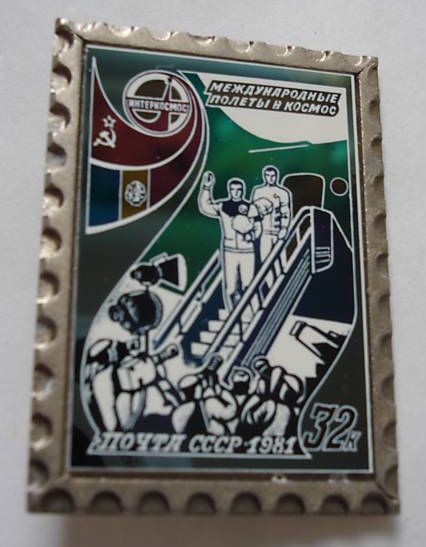 ИНТЕРКОСМОС
МЕЖДУНАРОДНЫЕ
ПОЛЕТЫ В КОСМОС
ПОЧТА СССР·1981
32к